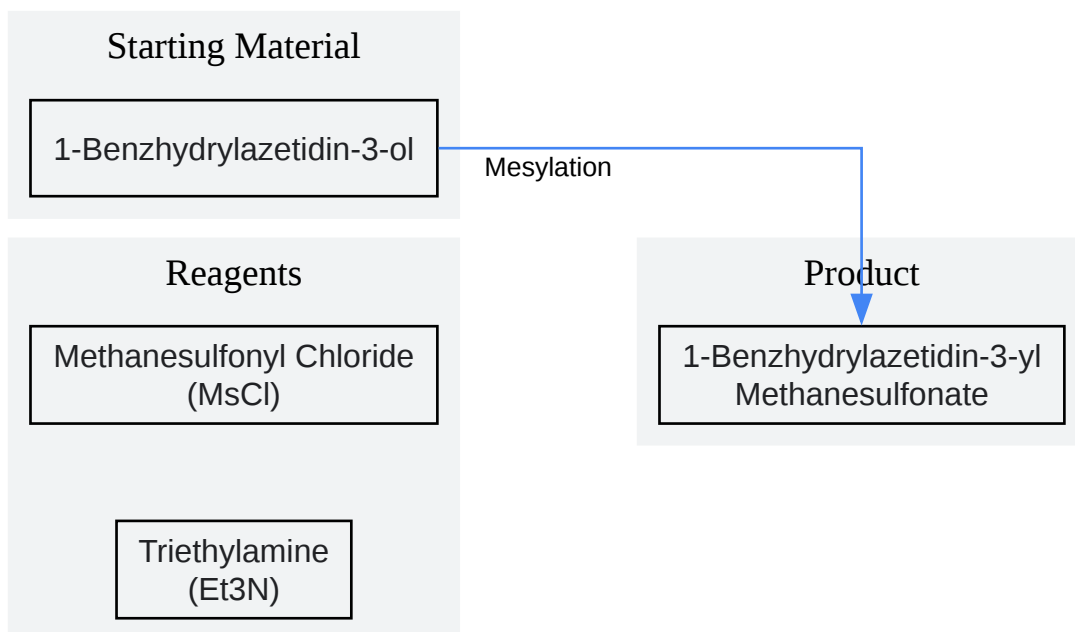 Starting Material
1-Benzhydrylazetidin-3-ol
Mesylation
Reagents
Methanesulfonyl Chloride
(MsCl)
Triethylamine
(Et3N)
Product
1-Benzhydrylazetidin-3-yl
Methanesulfonate